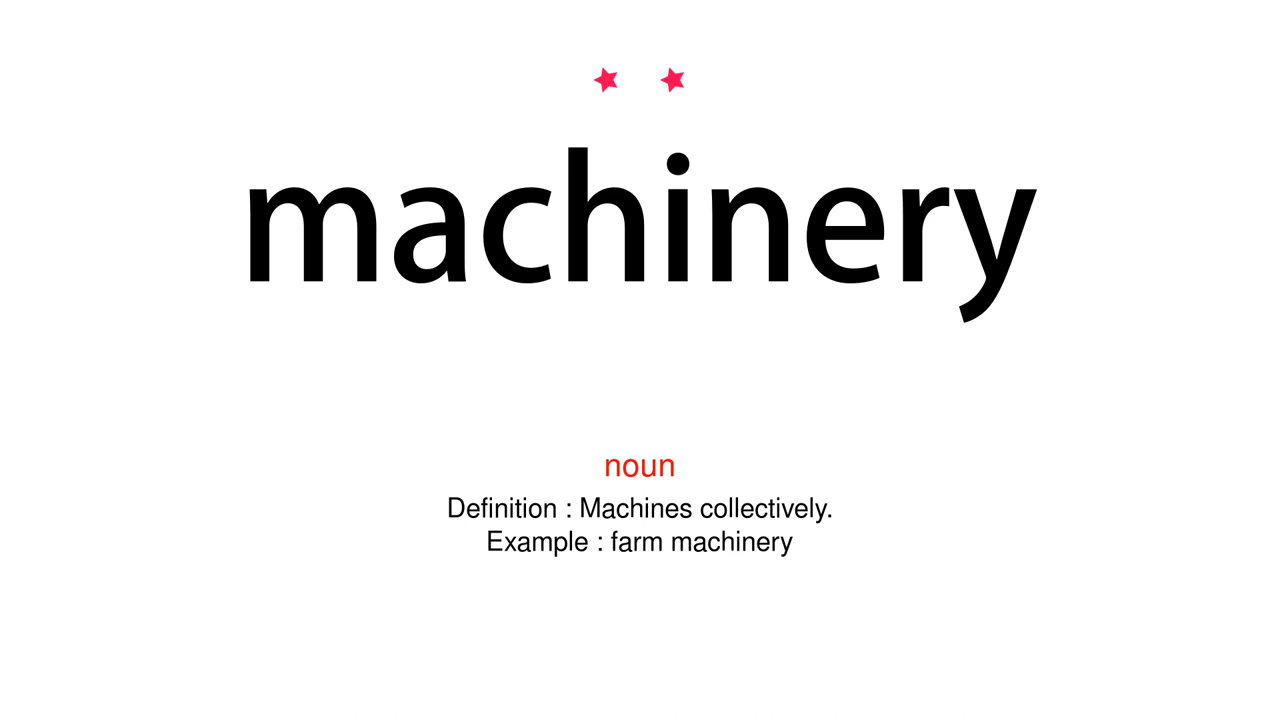 machinery
noun
Definition : Machines collectively.
Example : farm machinery